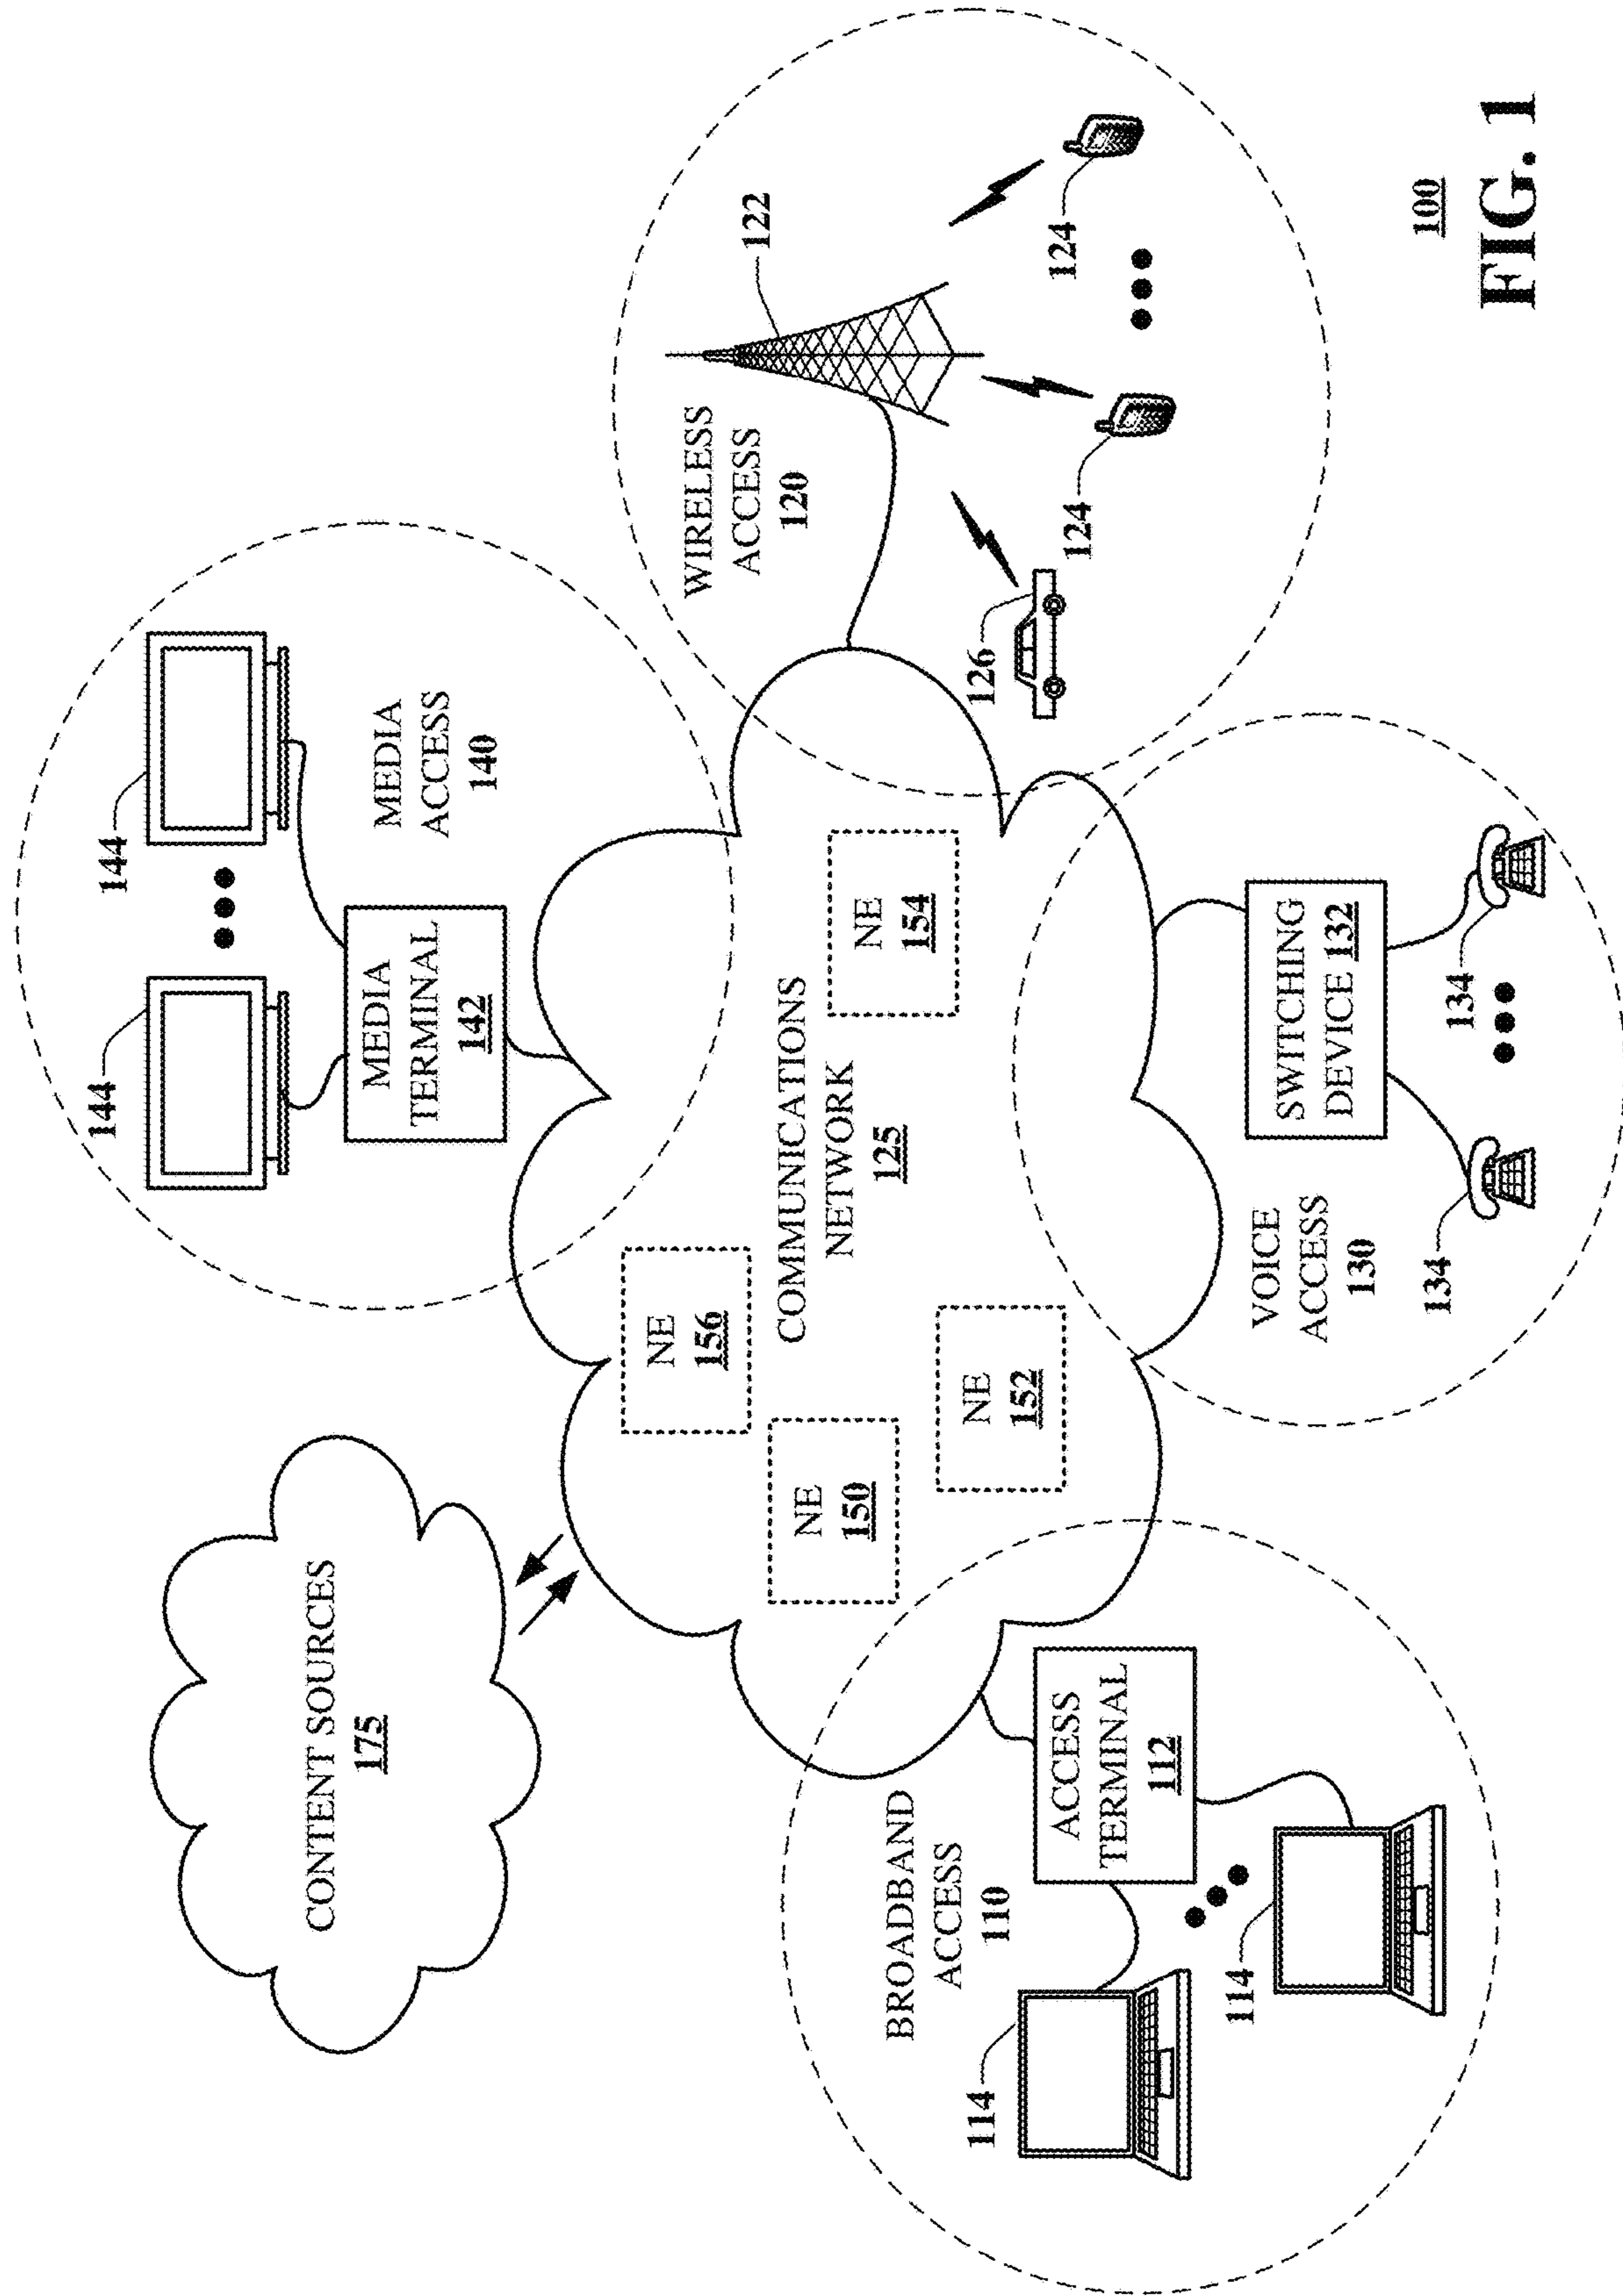 CONTENT SOURCES
175
144
144
MEDIA
TERMINAL
142
MEDIA
ACCESS
140
NE
156
NE
150
NE
152
COMMUNICATIONS
NETWORK
125
NE
154
WIRELESS
ACCESS
120
122
126
124
124
BROADBAND
ACCESS
110
ACCESS
TERMINAL
112
114
114
VOICE
ACCESS
130
SWITCHING
DEVICE 132
134
134
100
FIG. 1